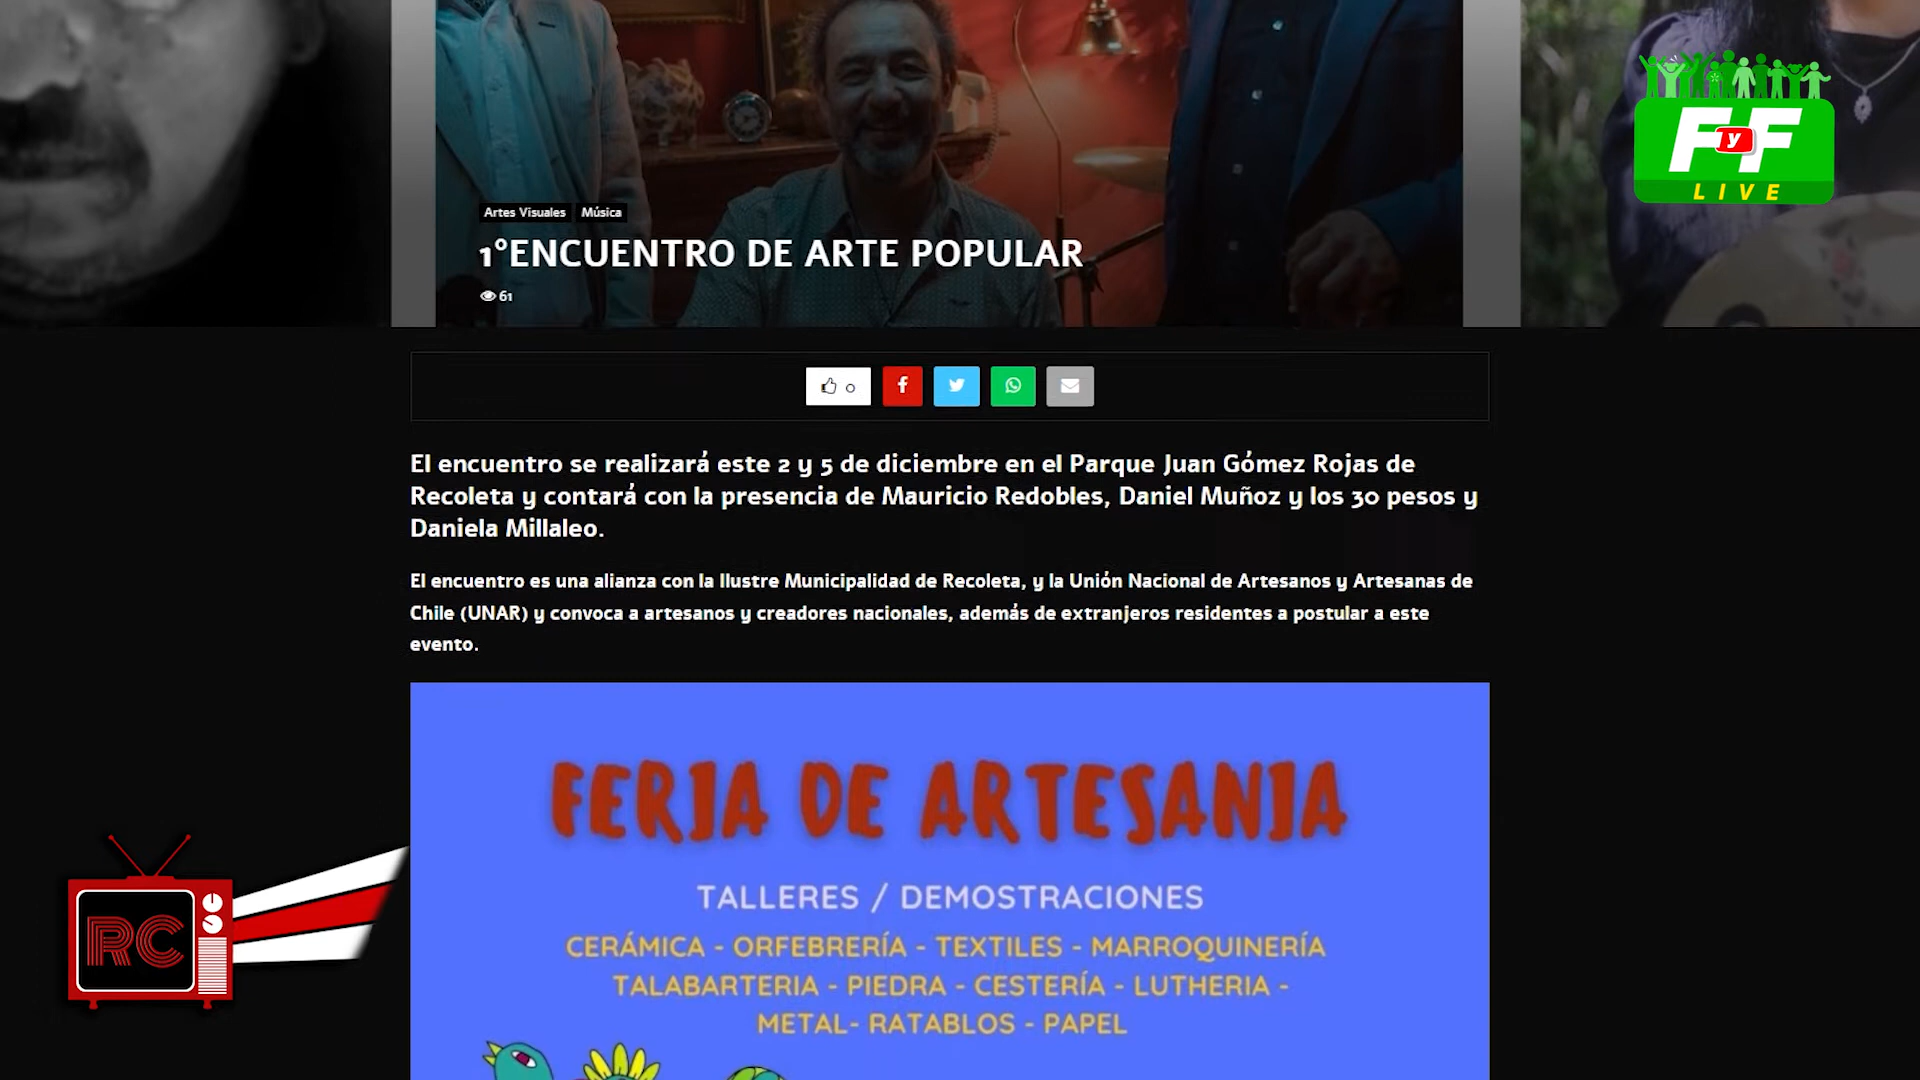 FyF
LIVE
Artes Visuales Música
1°ENCUENTRO DE ARTE POPULAR
61
0
El encuentro se realizará este 2 y 5 de diciembre en el Parque Juan Gómez Rojas de
Recoleta y contará con la presencia de Mauricio Redobles, Daniel Muñoz y los 30 pesos y
Daniela Millaleo.
El encuentro es una alianza con la Ilustre Municipalidad de Recoleta, y la Unión Nacional de Artesanos y Artesanas de
Chile (UNAR) y convoca a artesanos y creadores nacionales, además de extranjeros residentes a postular a este
evento.
FERIA DE ARTESANIA
TALLERES / DEMOSTRACIONES
CERÁMICA - ORFEBRERÍA - TEXTILES - MARROQUINERÍA
TALABARTERIA - PIEDRA - CESTERÍA - LUTHERIA -
METAL- RATABLOS - PAPEL
RC